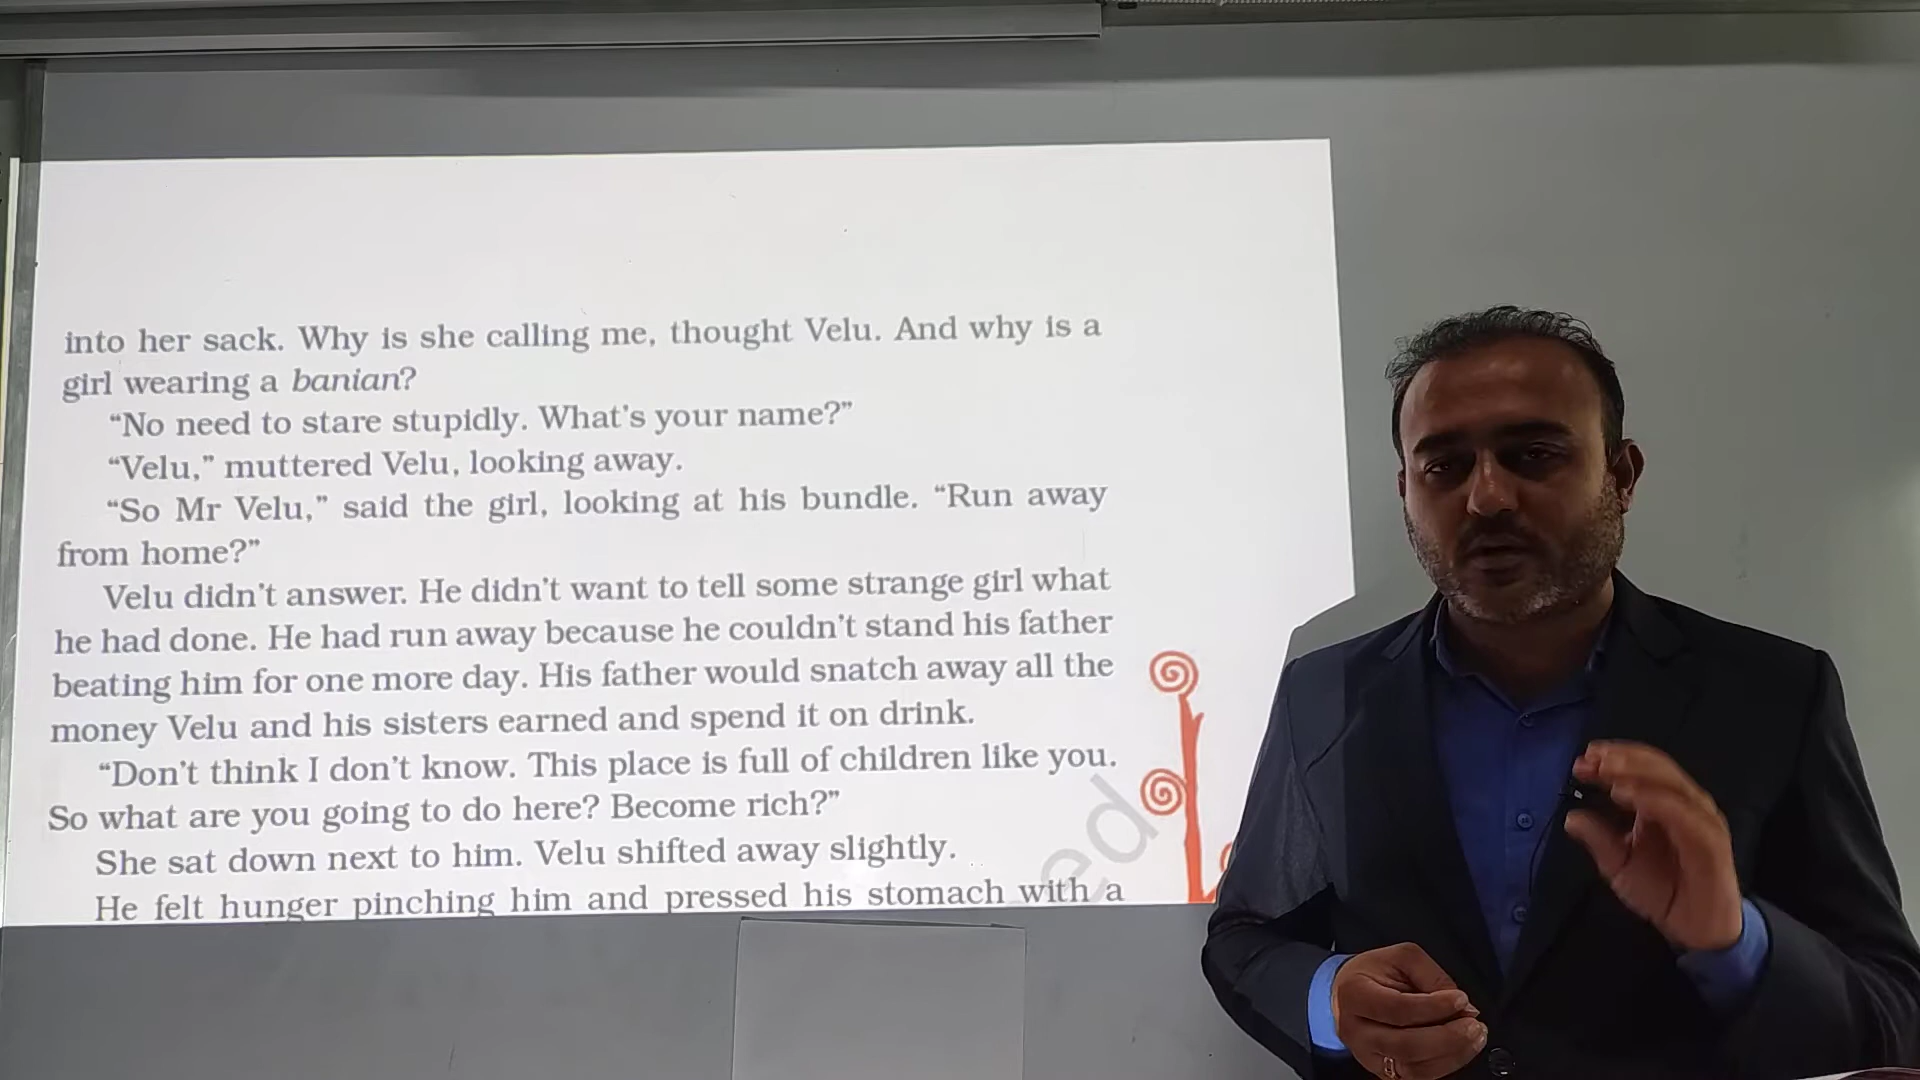 into her sack. Why is she calling me, thought Velu. And why is a
girl wearing a banian?
“No need to stare stupidly. What’s your name?”
“Velu,” muttered Velu, looking away.
“So Mr Velu,” said the girl, looking at his bundle. “Run away
from home?”
Velu didn’t answer. He didn’t want to tell some strange girl what
he had done. He had run away because he couldn’t stand his father
beating him for one more day. His father would snatch away all the
money Velu and his sisters earned and spend it on drink.
“Don’t think I don’t know. This place is full of children like you.
So what are you going to do here? Become rich?”
She sat down next to him. Velu shifted away slightly.
He felt hunger pinching him and pressed his stomach with a
ed